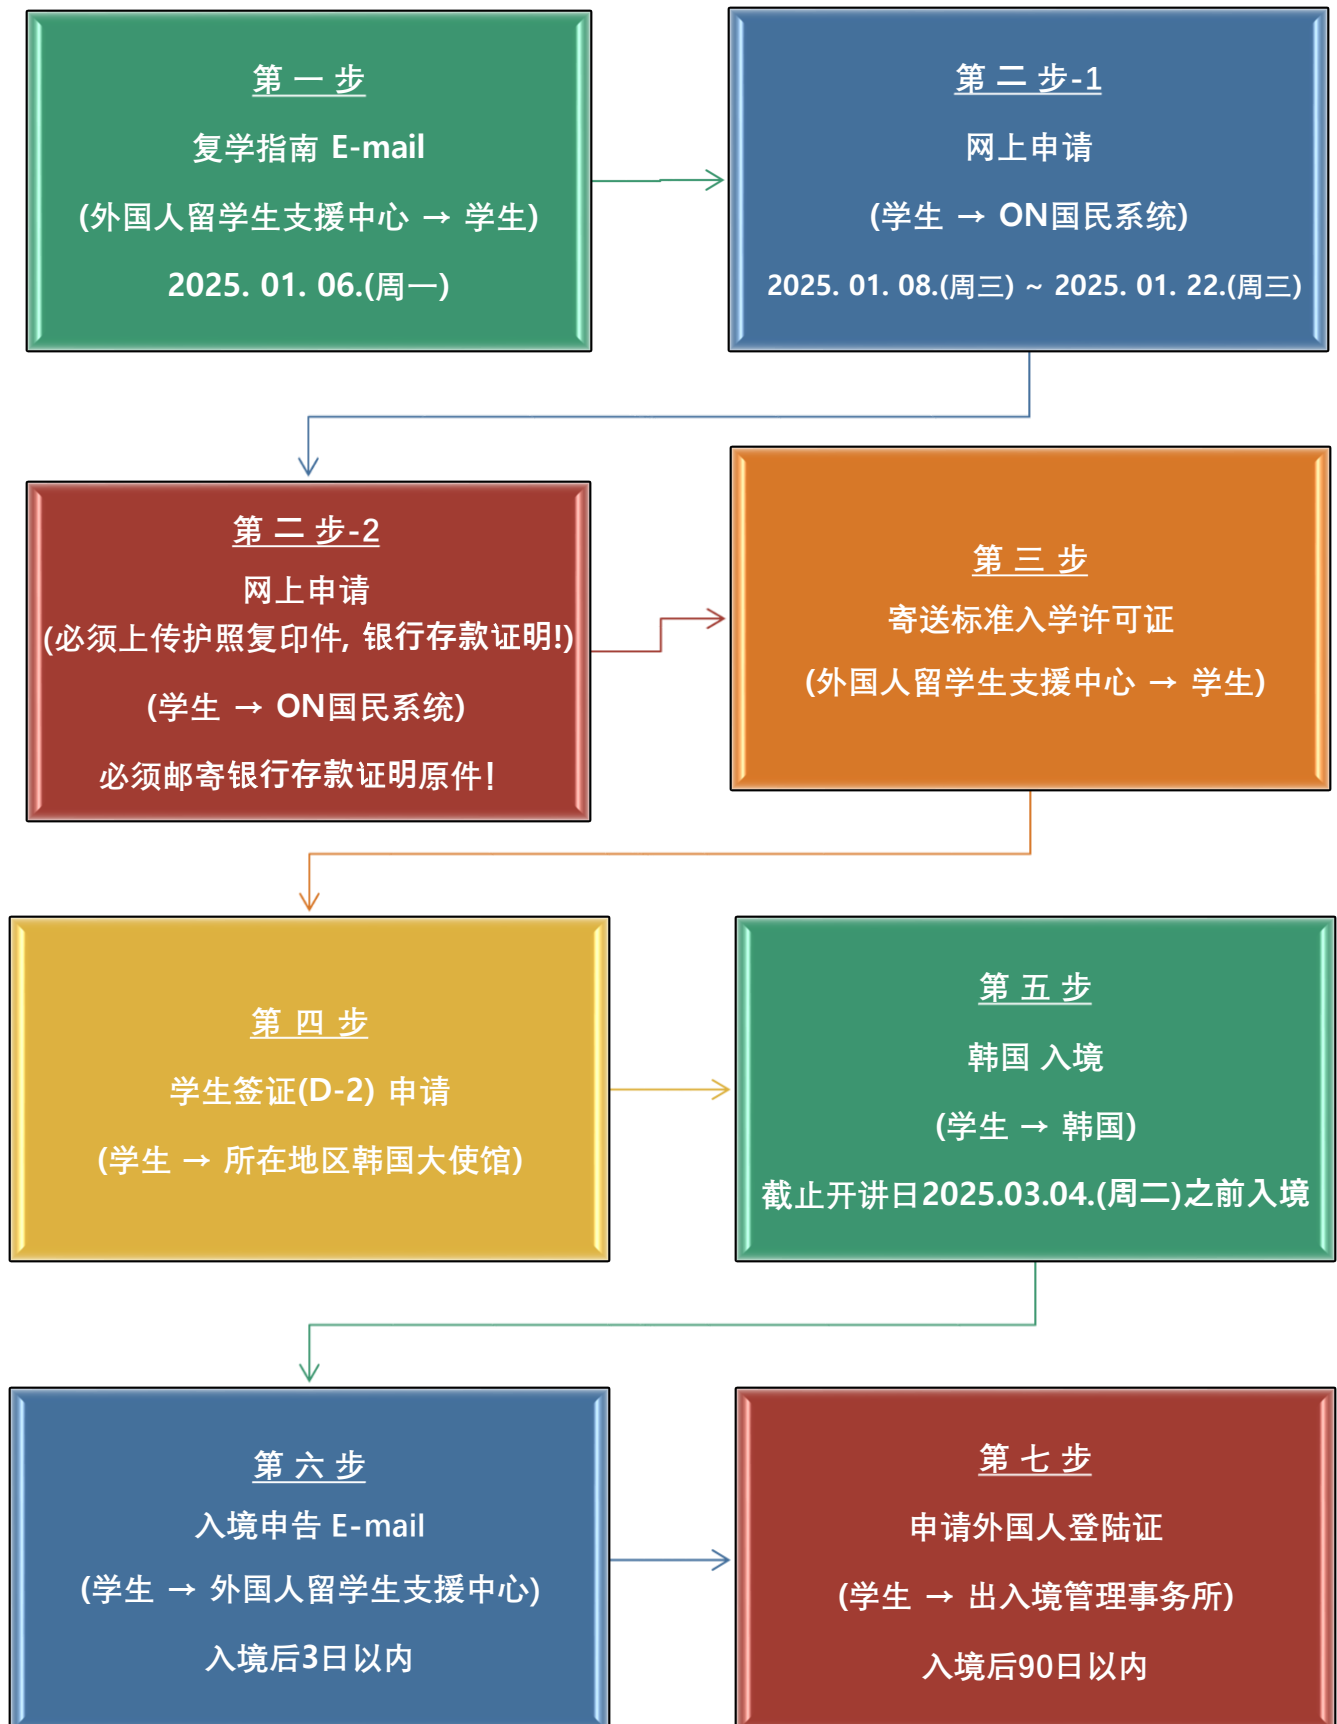 第 一 步
复学指南 E-mail
(外国人留学生支援中心 → 学生)
2025. 01. 06.(周一)
第 二 步-1
网上申请
(学生 → ON国民系统)
2025. 01. 08.(周三) ~ 2025. 01. 22.(周三)
第 二 步-2
网上申请
(必须上传护照复印件, 银行存款证明!)
(学生 → ON国民系统)
必须邮寄银行存款证明原件!
第 三 步
寄送标准入学许可证
(外国人留学生支援中心 → 学生)
第 四 步
学生签证(D-2) 申请
(学生 → 所在地区韩国大使馆)
第 五 步
韩国 入境
(学生 → 韩国)
截止开讲日2025.03.04.(周二)之前入境
第 六 步
入境申告 E-mail
(学生 → 外国人留学生支援中心)
入境后3日以内
第 七 步
申请外国人登陆证
(学生 → 出入境管理事务所)
入境后90日以内